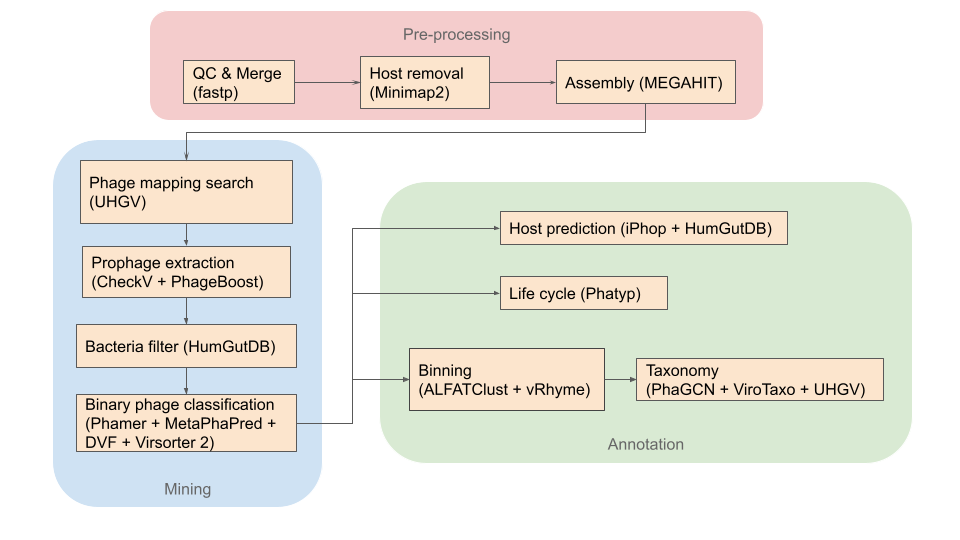 Pre-processing
QC & Merge
(fastp)
Host removal
(Minimap2)
Assembly (MEGAHIT)
Phage mapping search
(UHGV)
Prophage extraction
(CheckV + PhageBoost)
Bacteria filter (HumGutDB)
Binary phage classification
(Phamer + MetaPhaPred +
DVF + Virsorter 2)
Mining
Host prediction (iPhop + HumGutDB)
Life cycle (Phatyp)
Binning
(ALFATClust + vRhyme)
Taxonomy
(PhaGCN + ViroTaxo + UHGV)
Annotation